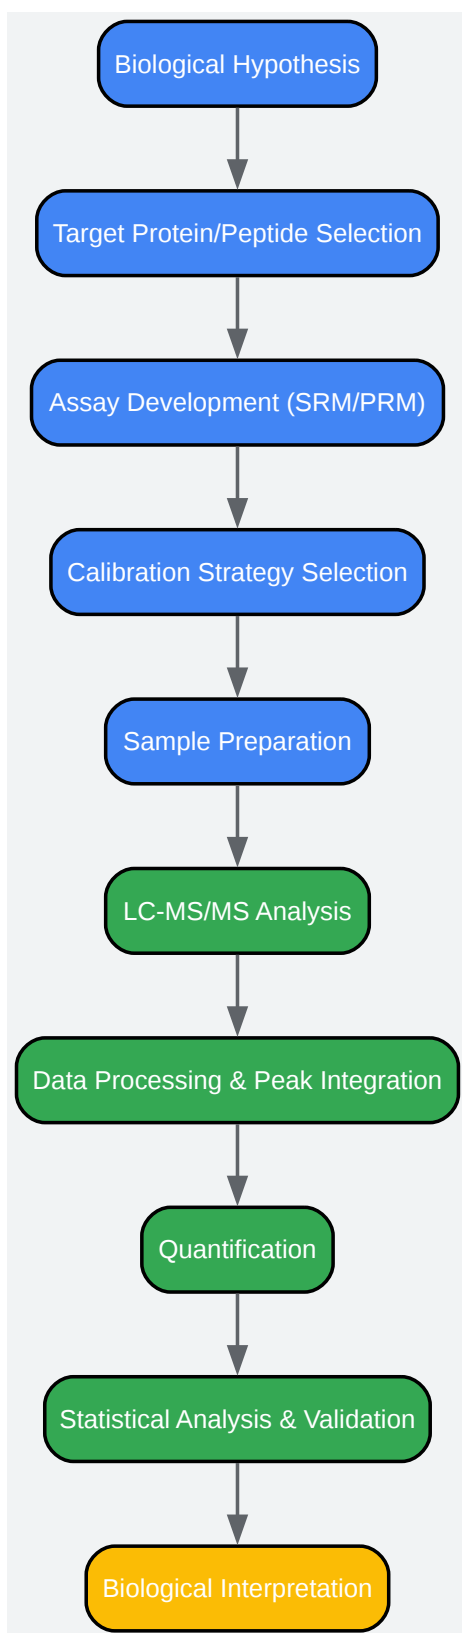 Biological Hypothesis
Target Protein/Peptide Selection
Assay Development (SRM/PRM)
Calibration Strategy Selection
Sample Preparation
LC-MS/MS Analysis
Data Processing & Peak Integration
Quantification
Statistical Analysis & Validation
Biological Interpretation